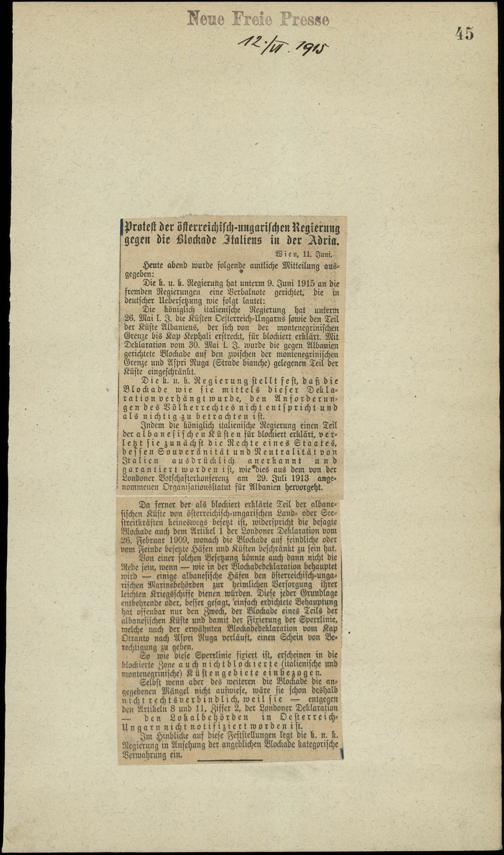 Neue Freie Presse
45
12./VI. 1915
Protest der österreichisch-ungarischen Regierung
gegen die Blockade Italiens in der Adria.
Wien, 11. Juni.
Heute abend wurde folgende amtliche Mitteilung aus-
gegeben:
Die k. u. k. Regierung hat unterm 9. Juni 1915 an die
fremden Regierungen eine Verbalnote gerichtet, die in
deutscher Uebersetzung wie folgt lautet:
Die königlich italienische Regierung hat unterm
26. Mai l. J. die Küsten Oesterreich-Ungarns sowie den Teil
der Küste Albaniens, der sich von der montenegrinischen
Grenze bis Kap Kephali erstreckt, für blockiert erklärt. Mit
Deklaration vom 30. Mai l. J. wurde die gegen Albanien
gerichtete Blockade auf den zwischen der montenegrinischen
Grenze und Aspri Ruga (Strade bianche) gelegenen Teil der
Küste eingeschränkt.
Die k. u. k. Regierung stellt fest, daß die
Blockade wie sie mittels dieser Dekla-
ration verhängt wurde, den Anforderun-
gen des Völkerrechtes nicht entspricht und
als nichtig zu betrachten ist.
Indem die königlich italienische Regierung einen Teil
der albanesischen Küsten für blockiert erklärt, ver-
letzt sie zunächst die Rechte eines Staates,
dessen Souveränität und Neutralität von
Italien ausdrücklich anerkannt und
garantiert worden ist, wie dies aus dem von der
Londoner Botschafterkonferenz am 29. Juli 1913 ange-
nommenen Organisationsstatut für Albanien hervorgeht.
Da ferner der als blockiert erklärte Teil der albane-
sischen Küste von österreichisch-ungarischen Land- oder See-
streitkräften keineswegs besetzt ist, widerspricht die besagte
Blockade auch dem Artikel 1 der Londoner Deklaration vom
26. Februar 1909, wonach die Blockade auf feindliche oder
vom Feinde besetzte Häfen und Küsten beschränkt zu sein hat.
Von einer solchen Besetzung könnte auch dann nicht die
Rede sein, wenn — wie in der Blockadedeklaration behauptet
wird — einige albanesische Häfen den österreichisch-unga-
rischen Marinebehörden zur heimlichen Versorgung ihrer
leichten Kriegsschiffe dienen würden. Diese jeder Grundlage
entbehrende oder, besser gesagt, einfach erdichtete Behauptung
hat offenbar nur den Zweck, der Blockade eines Teils der
albanesischen Küste und damit der Fixierung der Sperrlinie,
welche nach der erwähnten Blockadedeklaration vom Kap
Otranto nach Aspri Ruga verläuft, einen Schein von Be-
rechtigung zu geben.
So wie diese Sperrlinie fixiert ist, erscheinen in die
blockierte Zone auch nichtblockierte (italienische und
montenegrinische) Küstengebiete einbezogen.
Selbst wenn aber des weiteren die Blockade die an-
gegebenen Mängel nicht aufwiese, wäre sie schon deshalb
nicht rechtsverbindlich, weil sie — entgegen
den Artikeln 8 und 11, Ziffer 2, der Londoner Deklaration
— den Lokalbehörden in Oesterreich-
Ungarn nicht notifiziert worden ist.
Im Hinblicke auf diese Feststellungen legt die k. u. k.
Regierung in Ansehung der angeblichen Blockade kategorische
Verwahrung ein.